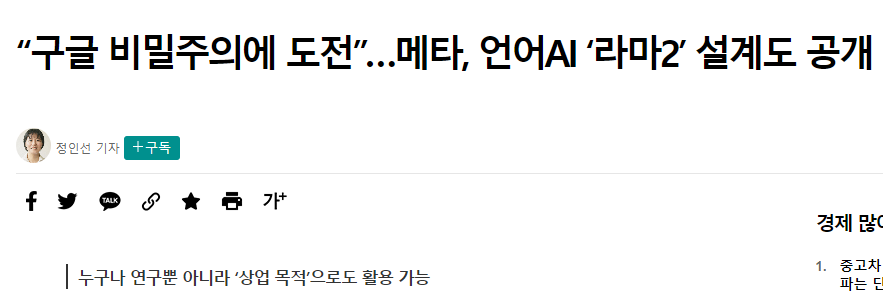 “구글 비밀주의에 도전”…메타, 언어AI ‘라마2’ 설계도 공개
정인선 기자 +구독
TALK 가+
경제 많이
누구나 연구뿐 아니라 ‘상업 목적’으로도 활용 가능
1. 중고차
파는 단